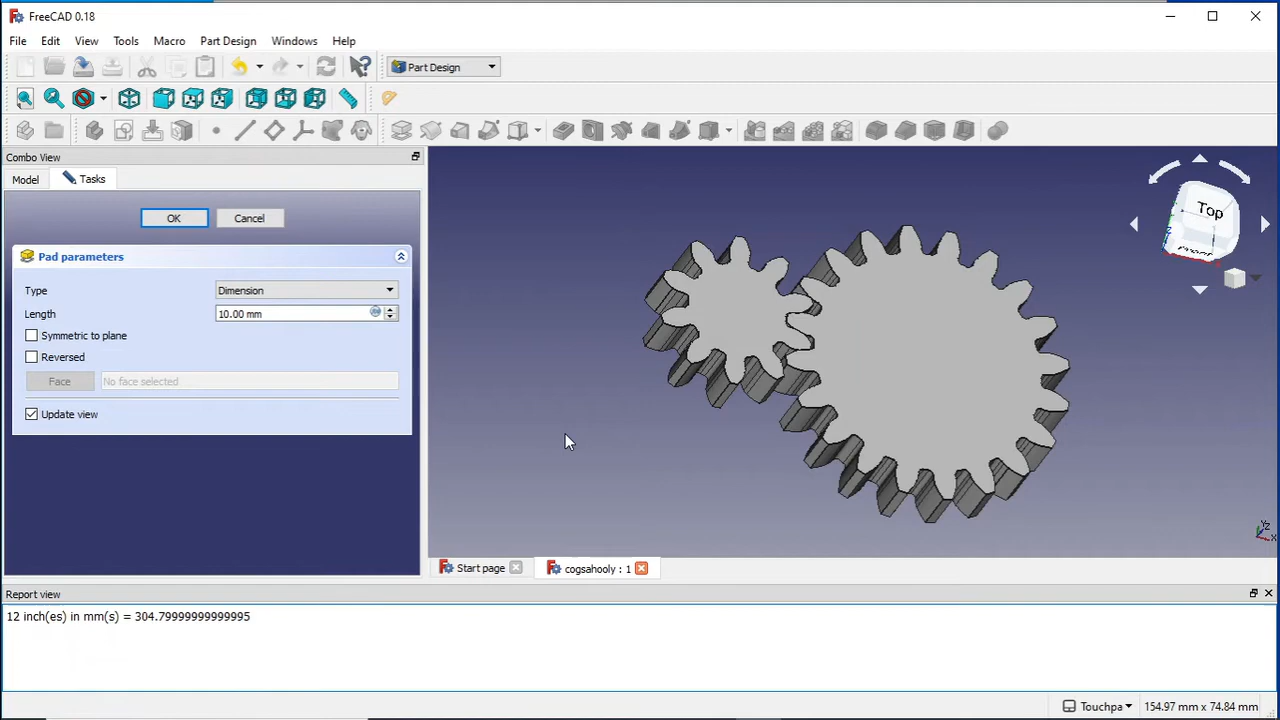 FreeCAD 0.18
File Edit View Tools Macro Part Design Windows Help
Part Design
Combo View
Model Tasks
OK Cancel
Pad parameters
Type Dimension
Length 10.00 mm
Symmetric to plane
Reversed
Face No face selected
Update view
Top
Start page cogsahooly : 1
Report view
12 inch(es) in mm(s) = 304.79999999999995
Touchpa 154.97 mm x 74.84 mm